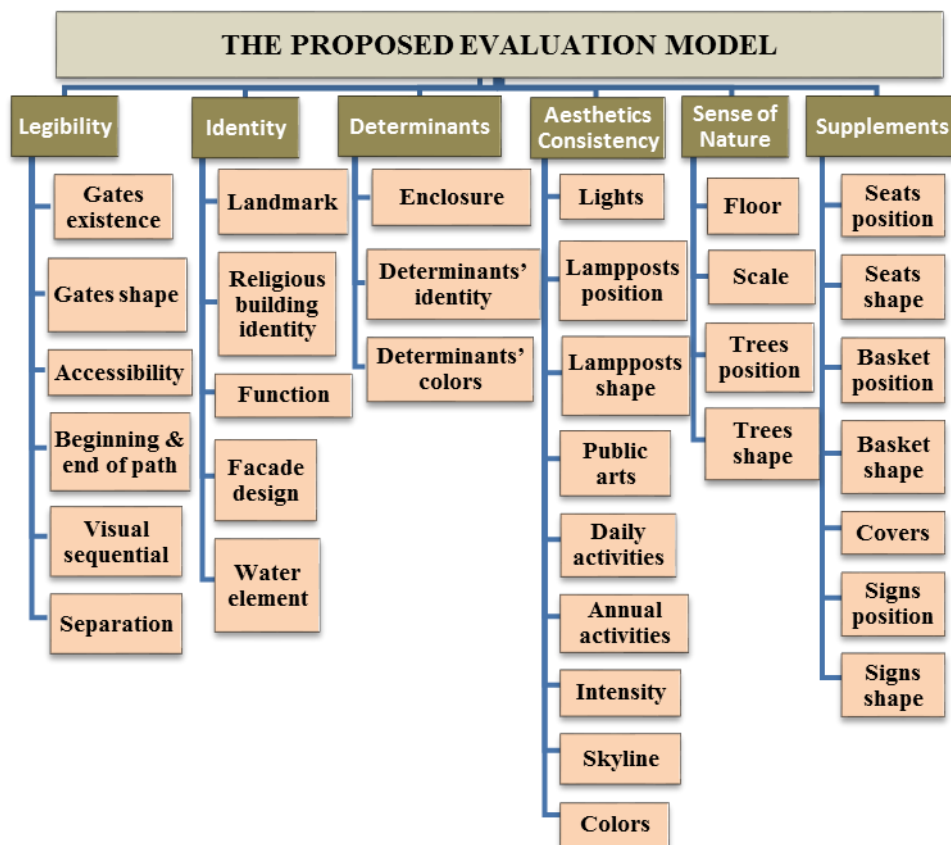 THE PROPOSED EVALUATION MODEL
Legibility
Gates
existence
Gates shape
Accessibility
Beginning &
end of path
Visual
sequential
Separation
Identity
Landmark
Religious
building
identity
Function
Facade
design
Water
element
Determinants
Enclosure
Determinants’
identity
Determinants’
colors
Aesthetics
Consistency
Lights
Lampposts
position
Lampposts
shape
Public
arts
Daily
activities
Annual
activities
Intensity
Skyline
Colors
Sense of
Nature
Floor
Scale
Trees
position
Trees
shape
Supplements
Seats
position
Seats
shape
Basket
position
Basket
shape
Covers
Signs
position
Signs
shape